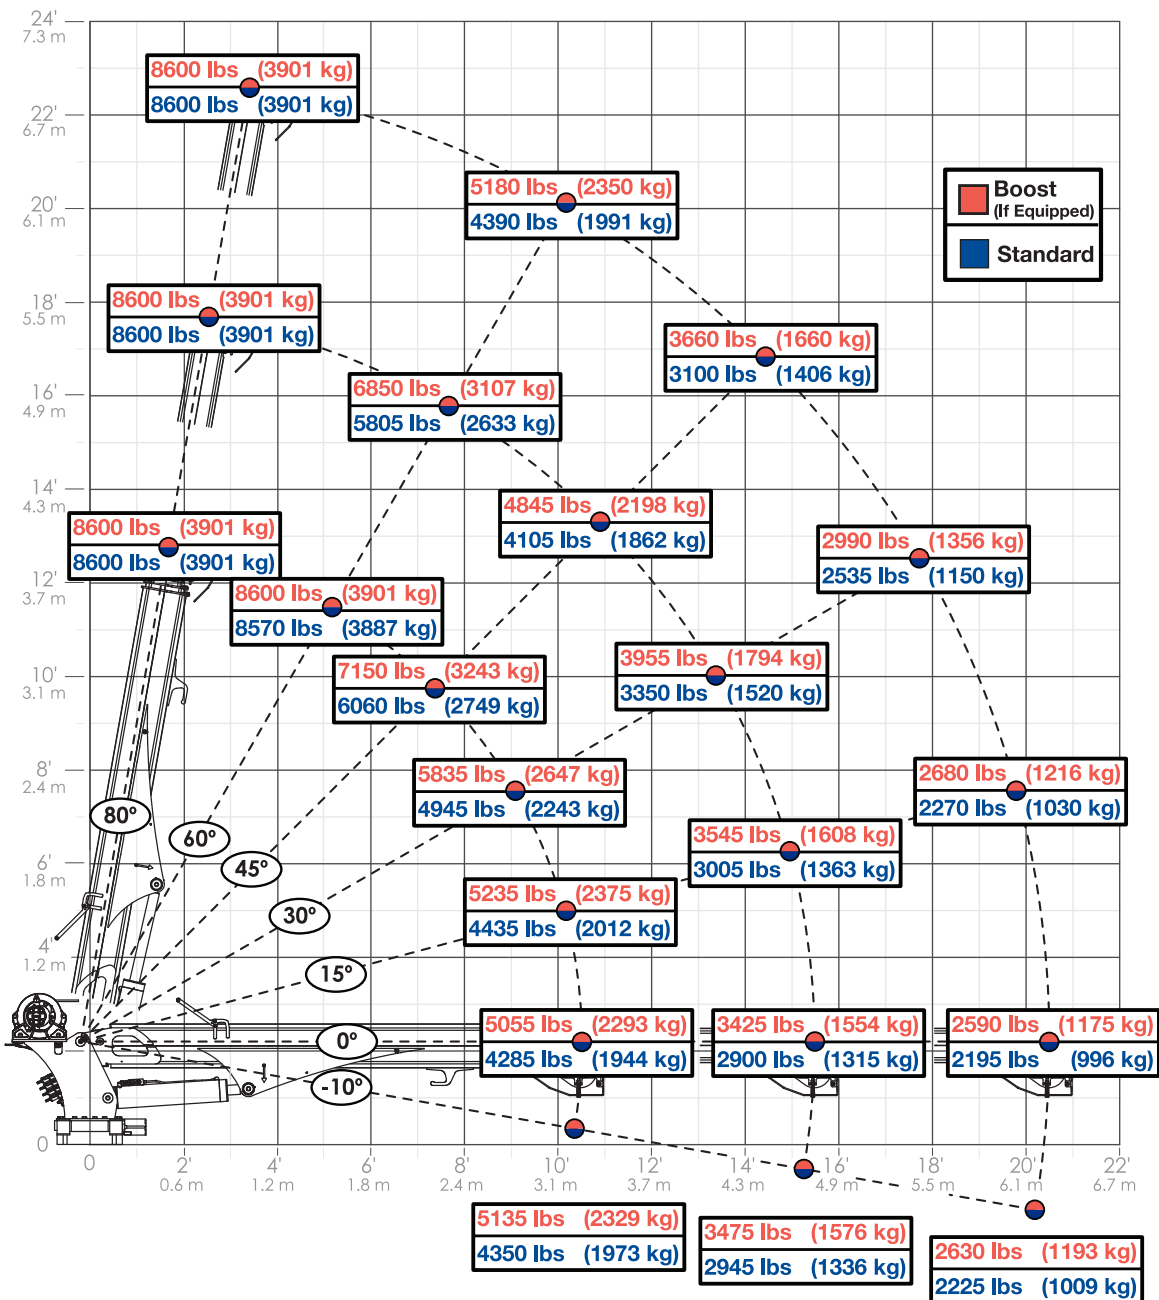 24'
7.3 m
8600 lbs (3901 kg)
8600 lbs (3901 kg)
22'
6.7 m
5180 lbs (2350 kg)
4390 lbs (1991 kg)
Boost
(If Equipped)
Standard
20'
6.1 m
18'
5.5 m
8600 lbs (3901 kg)
8600 lbs (3901 kg)
3660 lbs (1660 kg)
3100 lbs (1406 kg)
16'
4.9 m
6850 lbs (3107 kg)
5805 lbs (2633 kg)
14'
4.3 m
4845 lbs (2198 kg)
4105 lbs (1862 kg)
8600 lbs (3901 kg)
8600 lbs (3901 kg)
2990 lbs (1356 kg)
2535 lbs (1150 kg)
12'
3.7 m
8600 lbs (3901 kg)
8570 lbs (3887 kg)
10'
3.1 m
7150 lbs (3243 kg)
6060 lbs (2749 kg)
3955 lbs (1794 kg)
3350 lbs (1520 kg)
8'
2.4 m
5835 lbs (2647 kg)
4945 lbs (2243 kg)
2680 lbs (1216 kg)
2270 lbs (1030 kg)
80º
60º
45º
30º
15º
0º
-10º
6'
1.8 m
3545 lbs (1608 kg)
3005 lbs (1363 kg)
5235 lbs (2375 kg)
4435 lbs (2012 kg)
4'
1.2 m
5055 lbs (2293 kg)
4285 lbs (1944 kg)
3425 lbs (1554 kg)
2900 lbs (1315 kg)
2590 lbs (1175 kg)
2195 lbs (996 kg)
0
0
2'
0.6 m
4'
1.2 m
6'
1.8 m
8'
2.4 m
10'
3.1 m
12'
3.7 m
14'
4.3 m
16'
4.9 m
18'
5.5 m
20'
6.1 m
22'
6.7 m
5135 lbs (2329 kg)
4350 lbs (1973 kg)
3475 lbs (1576 kg)
2945 lbs (1336 kg)
2630 lbs (1193 kg)
2225 lbs (1009 kg)